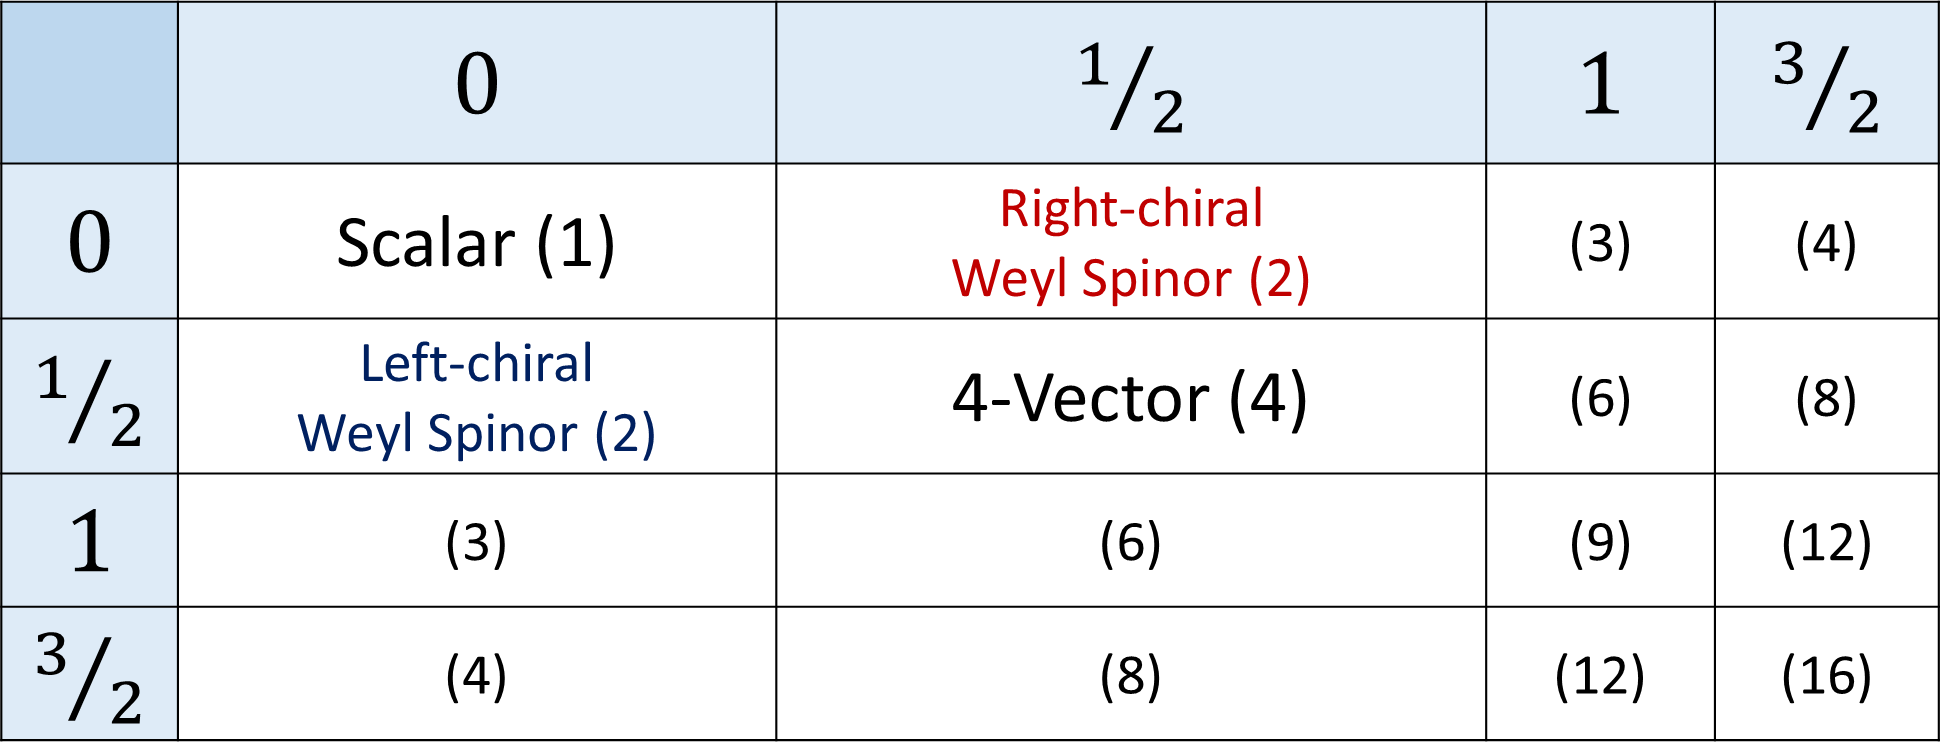 0 1/2 1 3/2
0 Scalar (1) Right-chiral
Weyl Spinor (2) (3) (4)
1/2 Left-chiral
Weyl Spinor (2) 4-Vector (4) (6) (8)
1 (3) (6) (9) (12)
3/2 (4) (8) (12) (16)